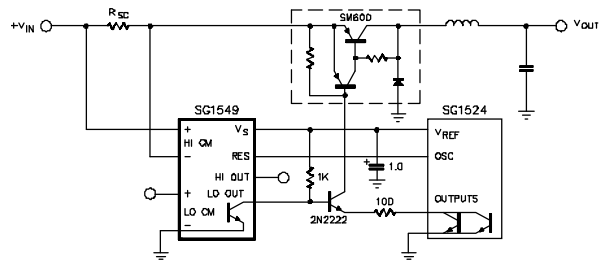 SM600
+VIN
RSC
VOUT
SG1549
SG1524
+
HI CM
−
VS
RES
HI OUT
LO OUT
+
LO CM
−
1K
+
1.0
VREF
OSC
OUTPUTS
2N2222
100